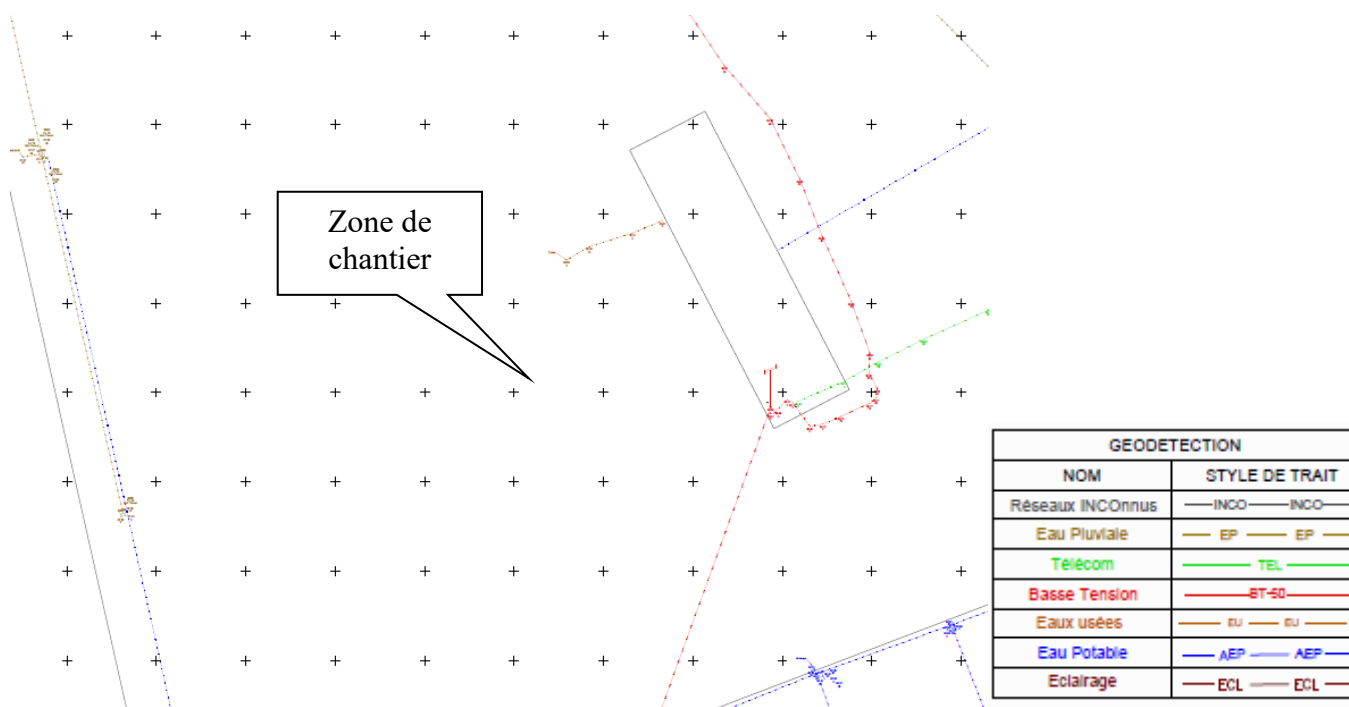 Zone de
chantier
GEODETECTION
NOM STYLE DE TRAIT
Réseaux INCOnnus INCO INCO
Eau Pluviale EP EP
Télécom TEL
Basse Tension BT-50
Eaux usées EU EU
Eau Potable AEP AEP
Eclairage ECL ECL